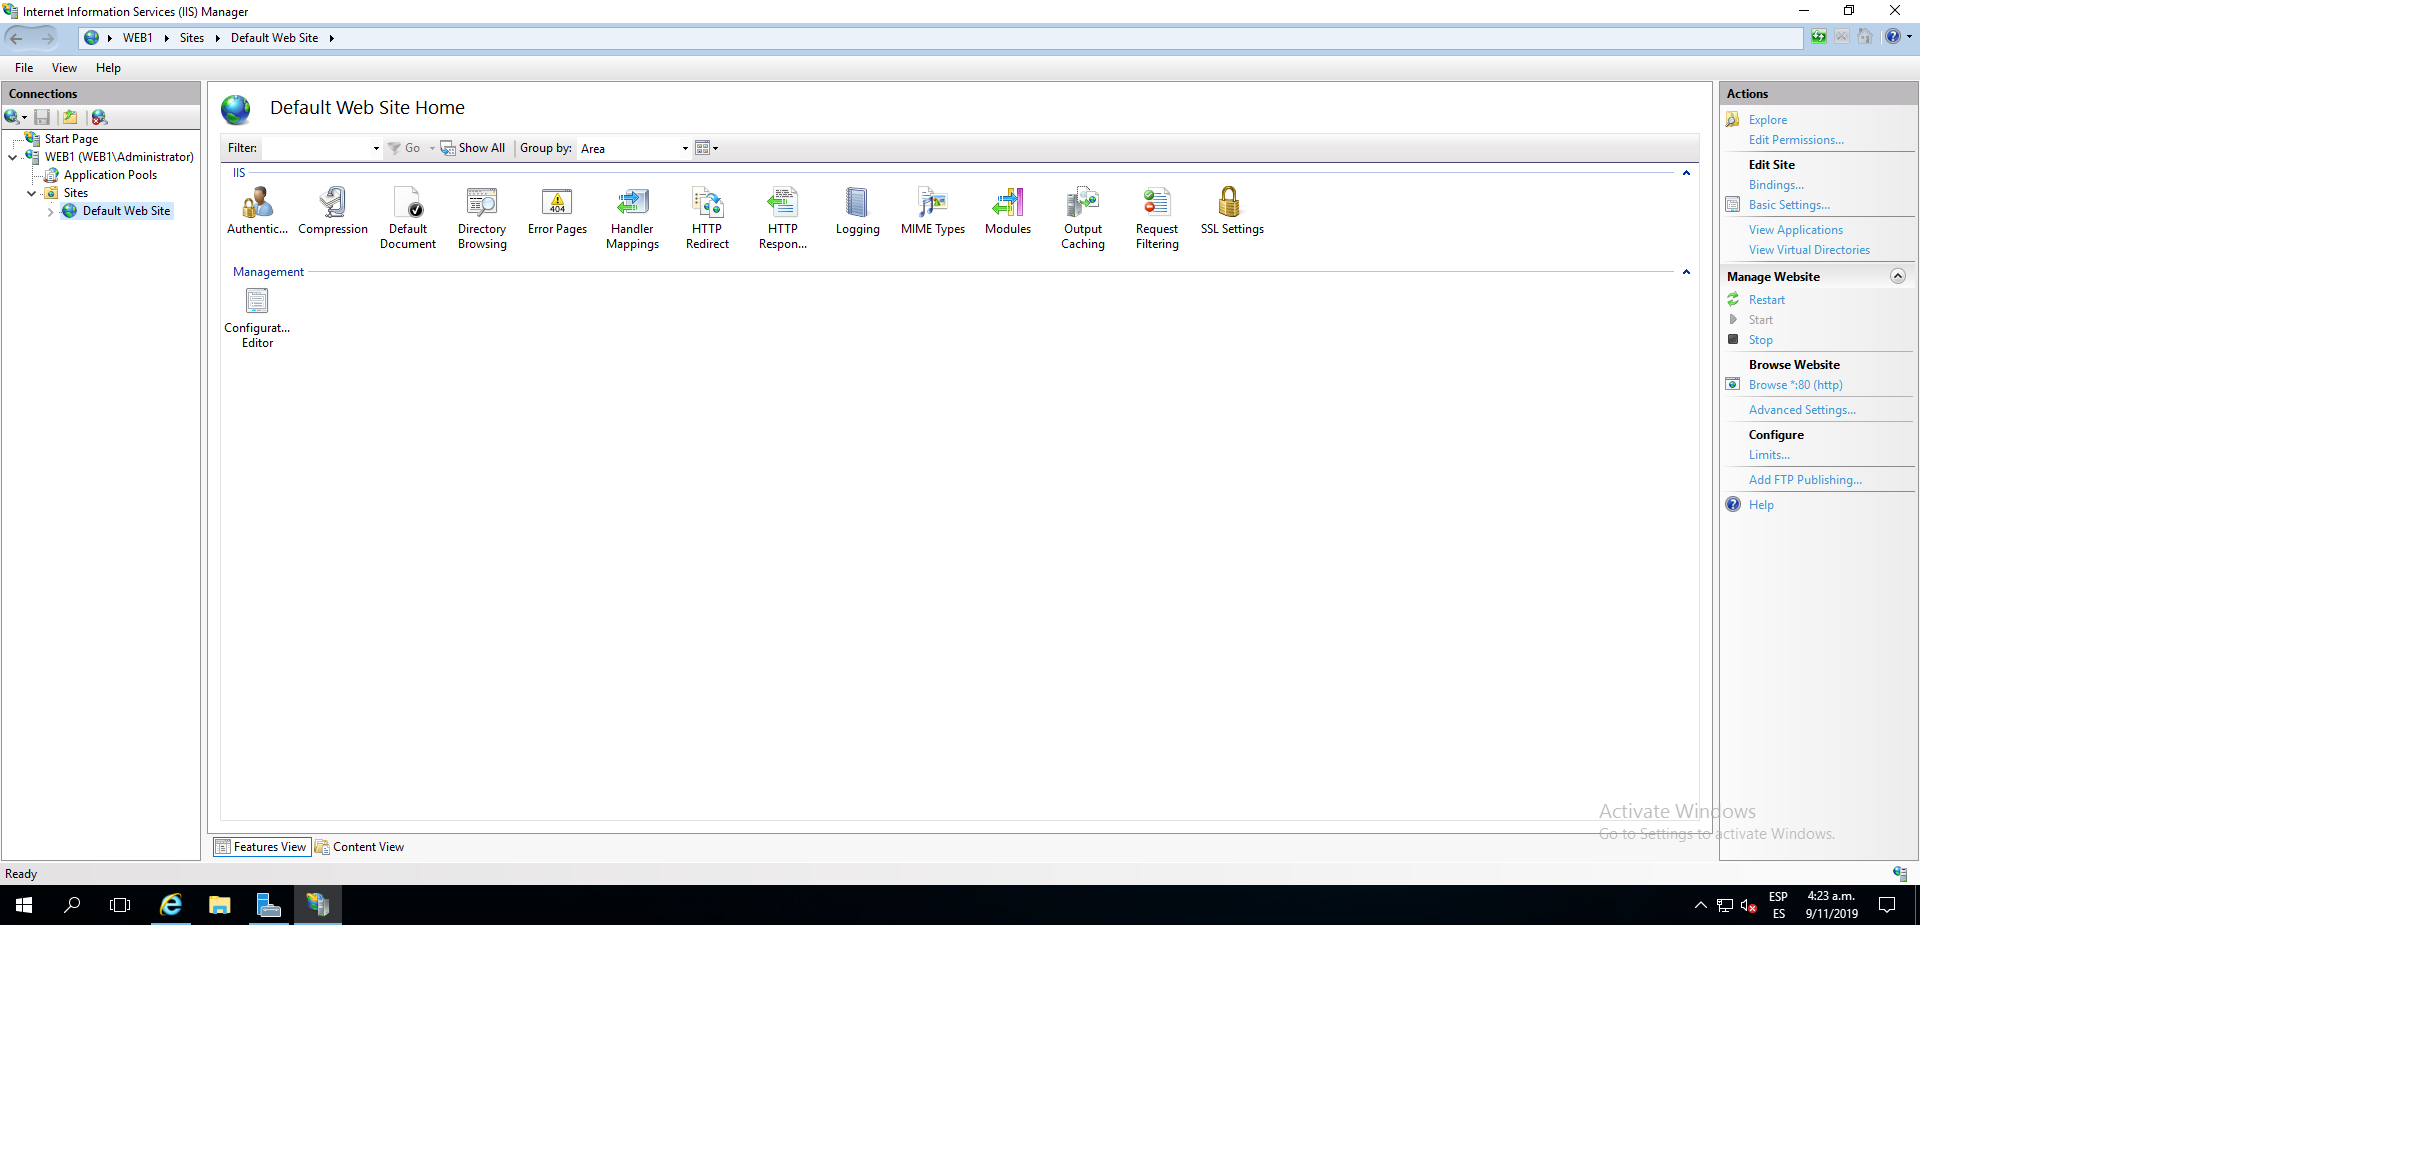 Internet Information Services (IIS) Manager
WEB1 Sites Default Web Site
File View Help
Connections
Start Page
WEB1 (WEB1\Administrator)
Application Pools
Sites
Default Web Site
Default Web Site Home
Filter: Go Show All Group by: Area
IIS
Authentic... Compression Default Document Directory Browsing Error Pages Handler Mappings HTTP Redirect HTTP Respon... Logging MIME Types Modules Output Caching Request Filtering SSL Settings
404
Management
Configurat...
Editor
Features View Content View
Actions
Explore
Edit Permissions...
Edit Site
Bindings...
Basic Settings...
View Applications
View Virtual Directories
Manage Website
Restart
Start
Stop
Browse Website
Browse *:80 (http)
Advanced Settings...
Configure
Limits...
Add FTP Publishing...
Help
Activate Windows
Go to Settings to activate Windows.
Ready
ESP
ES
4:23 a.m.
9/11/2019